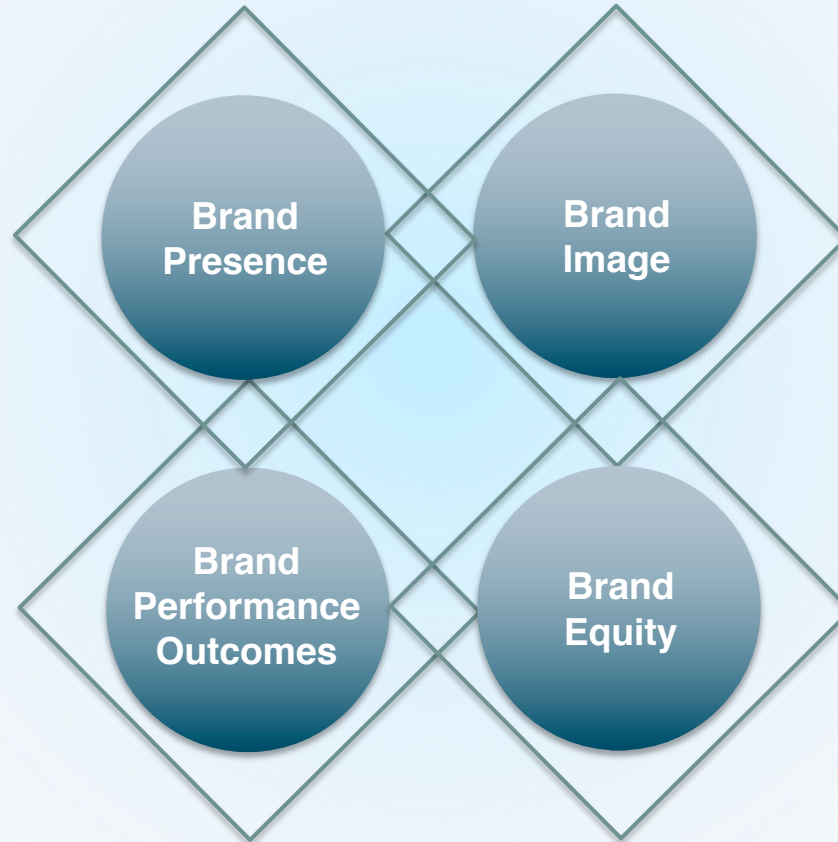 Brand
Presence
Brand
Image
Brand
Performance
Outcomes
Brand
Equity